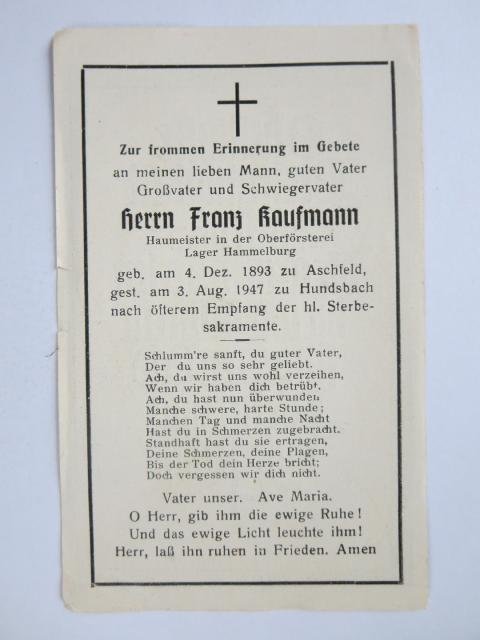 Zur frommen Erinnerung im Gebete
an meinen lieben Mann, guten Vater
Großvater und Schwiegervater
Herrn Franz Kaufmann
Haumeister in der Oberförsterei
Lager Hammelburg
geb. am 4. Dez. 1893 zu Aschfeld,
gest. am 3. Aug. 1947 zu Hundsbach
nach öfterem Empfang der hl. Sterbe-
sakramente.
Schlumm're sanft, du guter Vater,
Der du uns so sehr geliebt.
Ach, du wirst uns wohl verzeihen,
Wenn wir haben dich betrübt.
Ach, du hast nun überwunden
Manche schwere, harte Stunde;
Manchen Tag und manche Nacht
Hast du in Schmerzen zugebracht.
Standhaft hast du sie ertragen,
Deine Schmerzen, deine Plagen,
Bis der Tod dein Herze bricht;
Doch vergessen wir dich nicht.
Vater unser. Ave Maria.
O Herr, gib ihm die ewige Ruhe!
Und das ewige Licht leuchte ihm!
Herr, laß ihn ruhen in Frieden. Amen